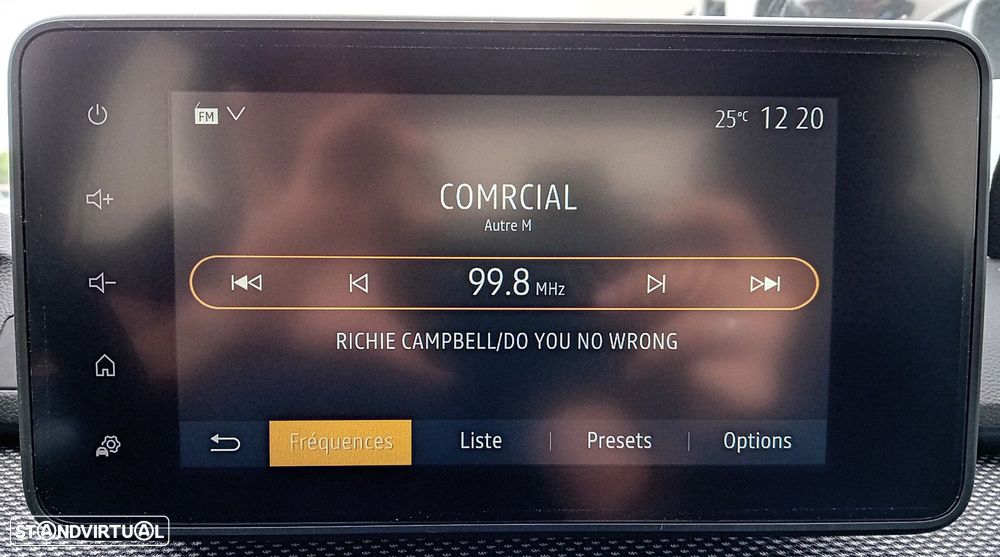 FM
25°C 12 20
COMRCIAL
Autre M
99.8 MHz
RICHIE CAMPBELL/DO YOU NO WRONG
Fréquences Liste Presets Options
STANDVIRTUAL